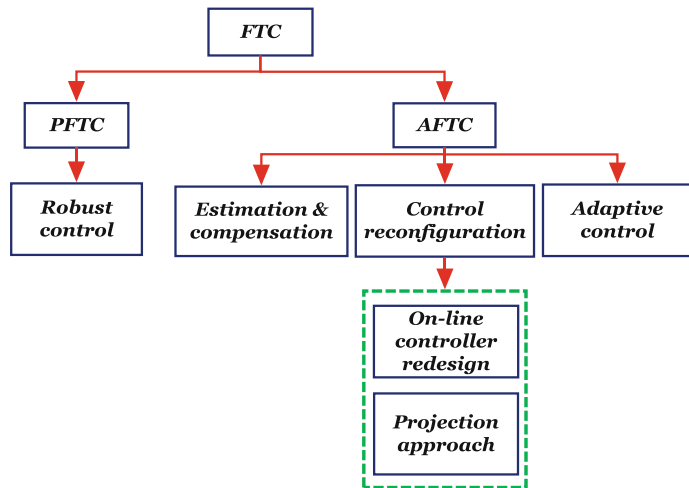 FTC
PFTC
AFTC
Robust
control
Estimation &
compensation
Control
reconfiguration
Adaptive
control
On-line
controller
redesign
Projection
approach